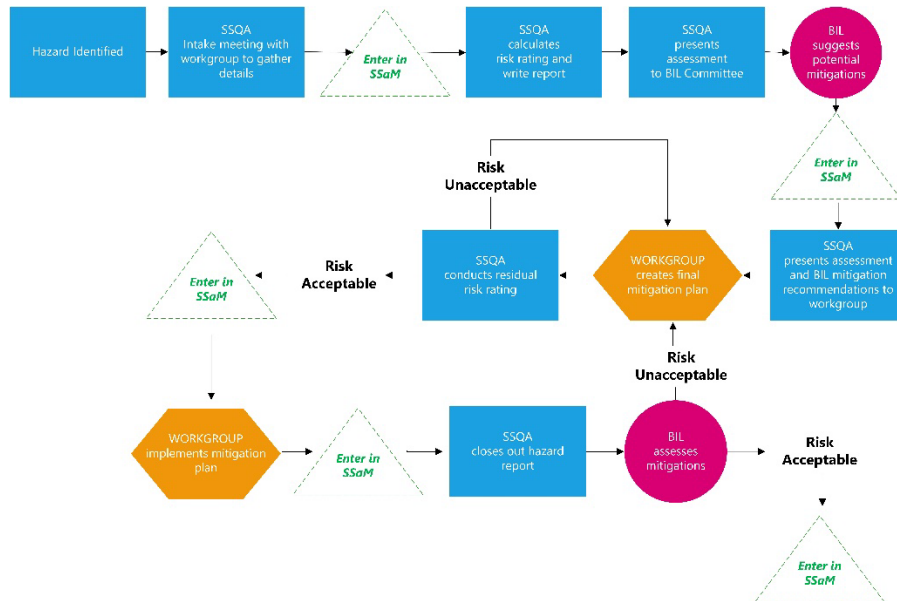 Hazard Identified
SSQA
Intake meeting with
workgroup to gather
details
Enter in
SSaM
SSQA
calculates
risk rating and
write report
SSQA
presents
assessment
to BIL Committee
BIL
suggests
potential
mitigations
Enter in
SSaM
Risk
Unacceptable
SSQA
presents assessment
and BIL mitigation
recommendations to
workgroup
WORKGROUP
creates final
mitigation plan
SSQA
conducts residual
risk rating
Risk
Acceptable
Enter in
SSaM
WORKGROUP
implements mitigation
plan
Enter in
SSaM
SSQA
closes out hazard
report
BIL
assesses
mitigations
Risk
Unacceptable
Risk
Acceptable
Enter in
SSaM